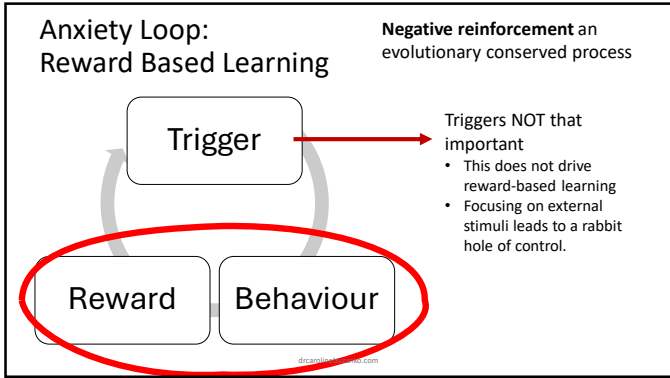 Anxiety Loop:
Reward Based Learning
Negative reinforcement an
evolutionary conserved process
Trigger
Triggers NOT that
important
• This does not drive
reward-based learning
• Focusing on external
stimuli leads to a rabbit
hole of control.
Reward
Behaviour